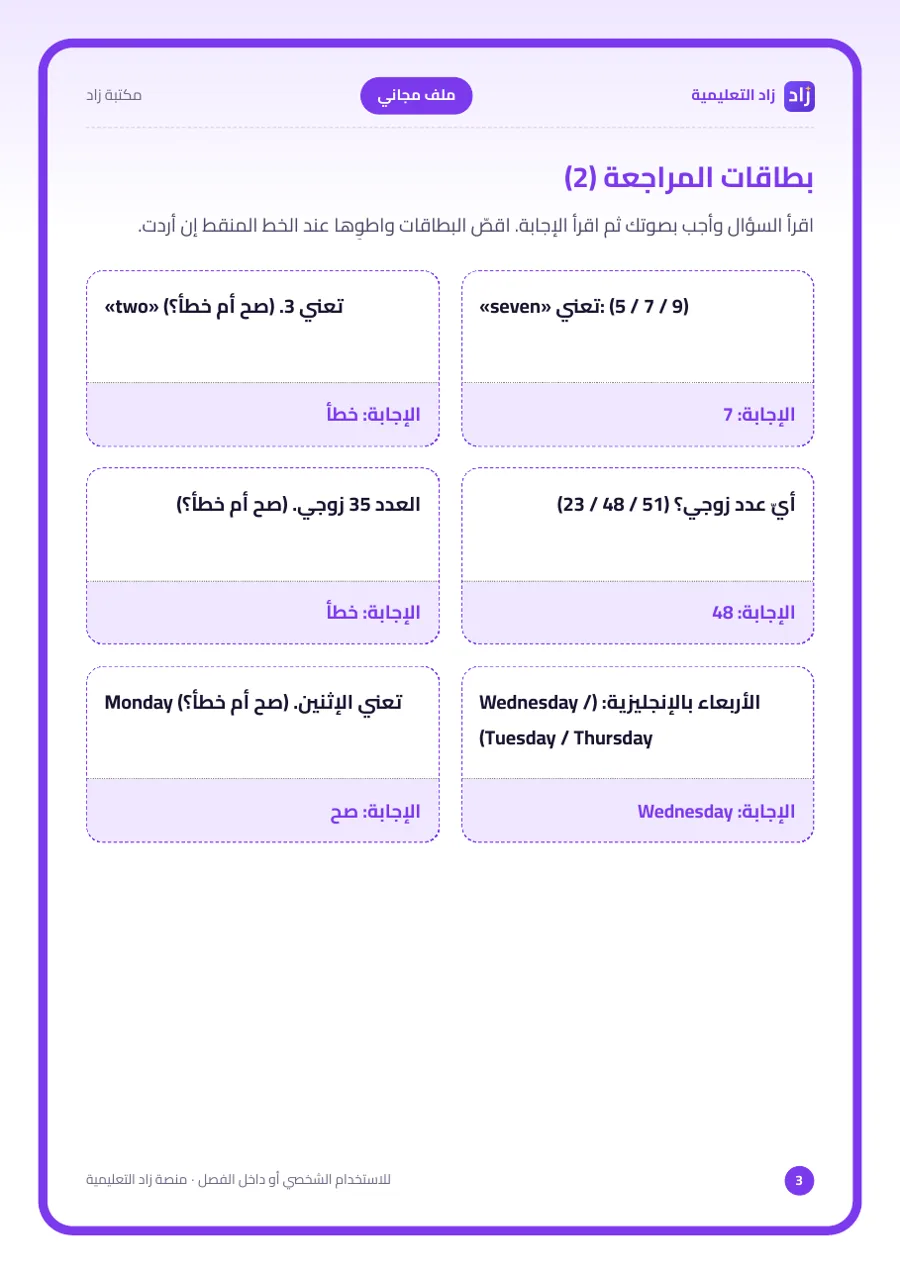 زاد زاد التعليمية
ملف مجاني
مكتبة زاد
بطاقات المراجعة (2)
اقرأ السؤال وأجب بصوتك ثم اقرأ الإجابة. اقصّ البطاقات واطوِها عند الخط المنقط إن أردت.
«seven» تعني: (5 / 7 / 9)
الإجابة: 7
«two» تعني 3. (صح أم خطأ؟)
الإجابة: خطأ
أيّ عدد زوجي؟ (23 / 48 / 51)
الإجابة: 48
العدد 35 زوجي. (صح أم خطأ؟)
الإجابة: خطأ
الأربعاء بالإنجليزية: (Wednesday /
Tuesday / Thursday)
الإجابة: Wednesday
Monday تعني الإثنين. (صح أم خطأ؟)
الإجابة: صح
3
للاستخدام الشخصي أو داخل الفصل · منصة زاد التعليمية